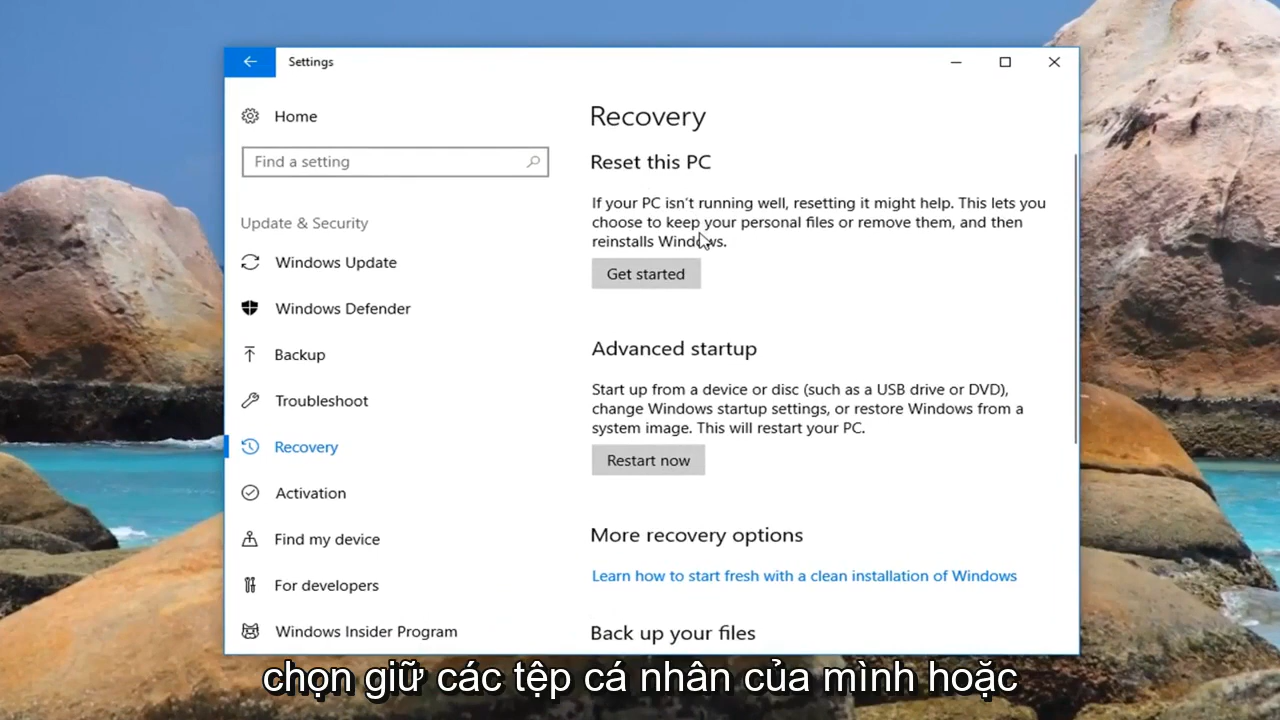 Settings
Home
Find a setting
Update & Security
Windows Update
Windows Defender
Backup
Troubleshoot
Recovery
Activation
Find my device
For developers
Windows Insider Program
Recovery
Reset this PC
If your PC isn't running well, resetting it might help. This lets you
choose to keep your personal files or remove them, and then
reinstalls Windows.
Get started
Advanced startup
Start up from a device or disc (such as a USB drive or DVD),
change Windows startup settings, or restore Windows from a
system image. This will restart your PC.
Restart now
More recovery options
Learn how to start fresh with a clean installation of Windows
Back up your files
chọn giữ các tệp cá nhân của mình hoặc